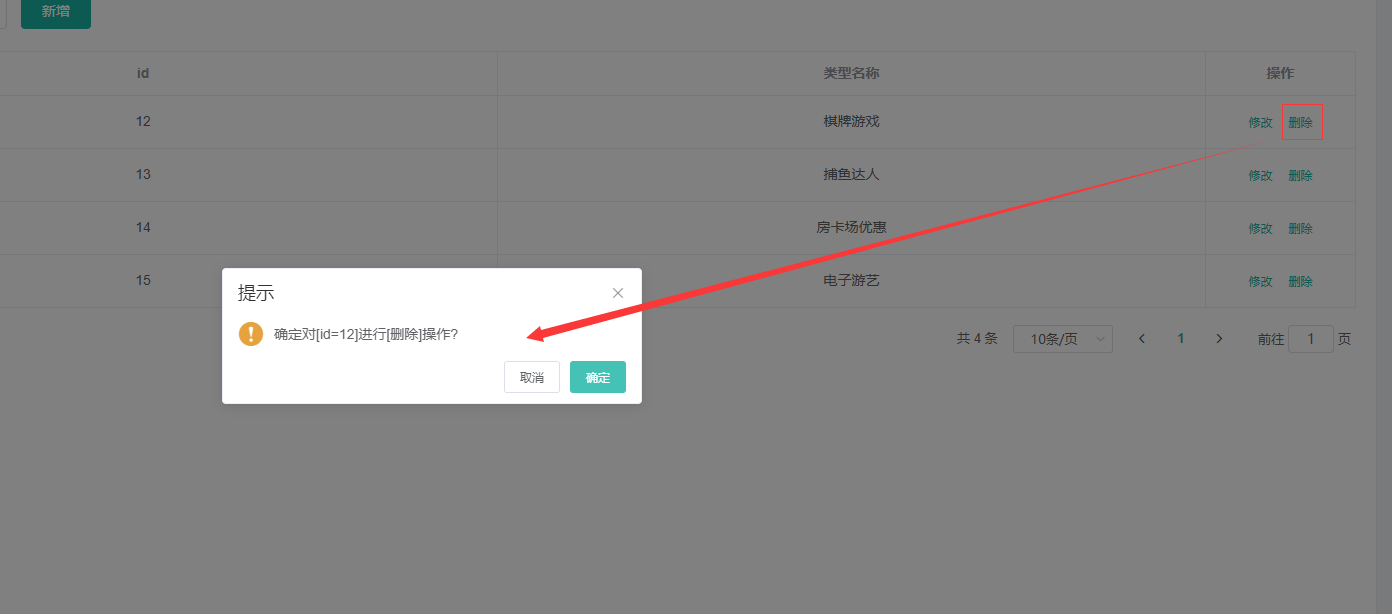 新增
id 类型名称 操作
12 棋牌游戏 修改 删除
13 捕鱼达人 修改 删除
14 房卡场优惠 修改 删除
15 电子游艺 修改 删除
提示
确定对[id=12]进行[删除]操作?
取消 确定
共 4 条 10条/页 1 前往 1 页